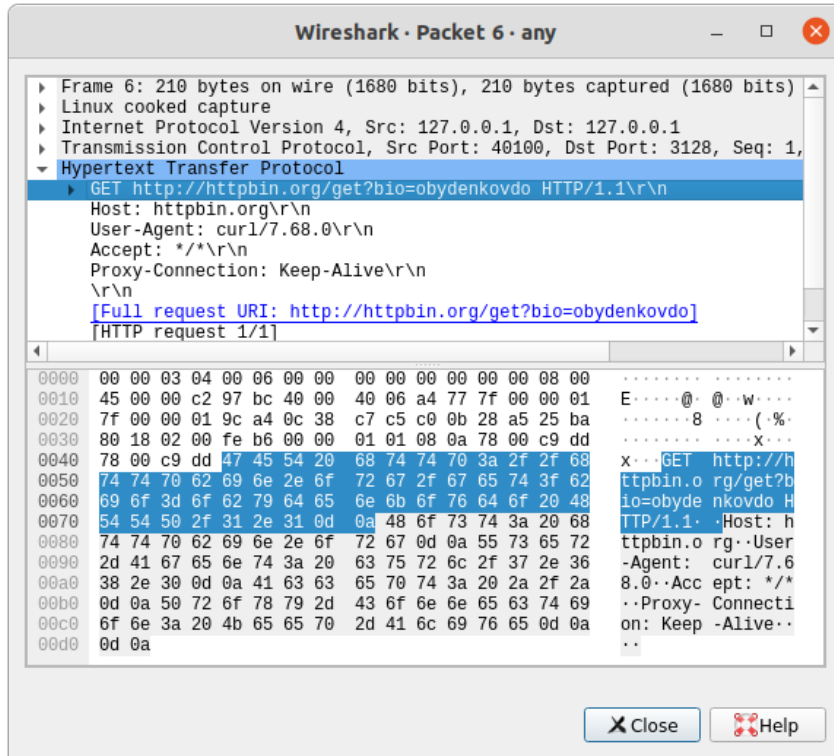 Wireshark · Packet 6 · any
Frame 6: 210 bytes on wire (1680 bits), 210 bytes captured (1680 bits)
Linux cooked capture
Internet Protocol Version 4, Src: 127.0.0.1, Dst: 127.0.0.1
Transmission Control Protocol, Src Port: 40100, Dst Port: 3128, Seq: 1,
Hypertext Transfer Protocol
GET http://httpbin.org/get?bio=obydenkovdo HTTP/1.1\r\n
Host: httpbin.org\r\n
User-Agent: curl/7.68.0\r\n
Accept: */*\r\n
Proxy-Connection: Keep-Alive\r\n
\r\n
[Full request URI: http://httpbin.org/get?bio=obydenkovdo]
[HTTP request 1/1]
0000 00 00 03 04 00 06 00 00 00 00 00 00 00 00 08 00 ········ ········
0010 45 00 00 c2 97 bc 40 00 40 06 a4 77 7f 00 00 01 E·····@· @··w····
0020 7f 00 00 01 9c a4 0c 38 c7 c5 c0 0b 28 a5 25 ba ·······8 ····(·%·
0030 80 18 02 00 fe b6 00 00 01 01 08 0a 78 00 c9 dd ········ ····x···
0040 78 00 c9 dd 47 45 54 20 68 74 74 70 3a 2f 2f 68 x···GET http://h
0050 74 74 70 62 69 6e 2e 6f 72 67 2f 67 65 74 3f 62 ttpbin.o rg/get?b
0060 69 6f 3d 6f 62 79 64 65 6e 6b 6f 76 64 6f 20 48 io=obyde nkovdo H
0070 54 54 50 2f 31 2e 31 0d 0a 48 6f 73 74 3a 20 68 TTP/1.1· ·Host: h
0080 74 74 70 62 69 6e 2e 6f 72 67 0d 0a 55 73 65 72 ttpbin.o rg··User
0090 2d 41 67 65 6e 74 3a 20 63 75 72 6c 2f 37 2e 36 -Agent: curl/7.6
00a0 38 2e 30 0d 0a 41 63 63 65 70 74 3a 20 2a 2f 2a 8.0··Acc ept: */*
00b0 0d 0a 50 72 6f 78 79 2d 43 6f 6e 6e 65 63 74 69 ··Proxy- Connecti
00c0 6f 6e 3a 20 4b 65 65 70 2d 41 6c 69 76 65 0d 0a on: Keep -Alive··
00d0 0d 0a ··
Close
Help